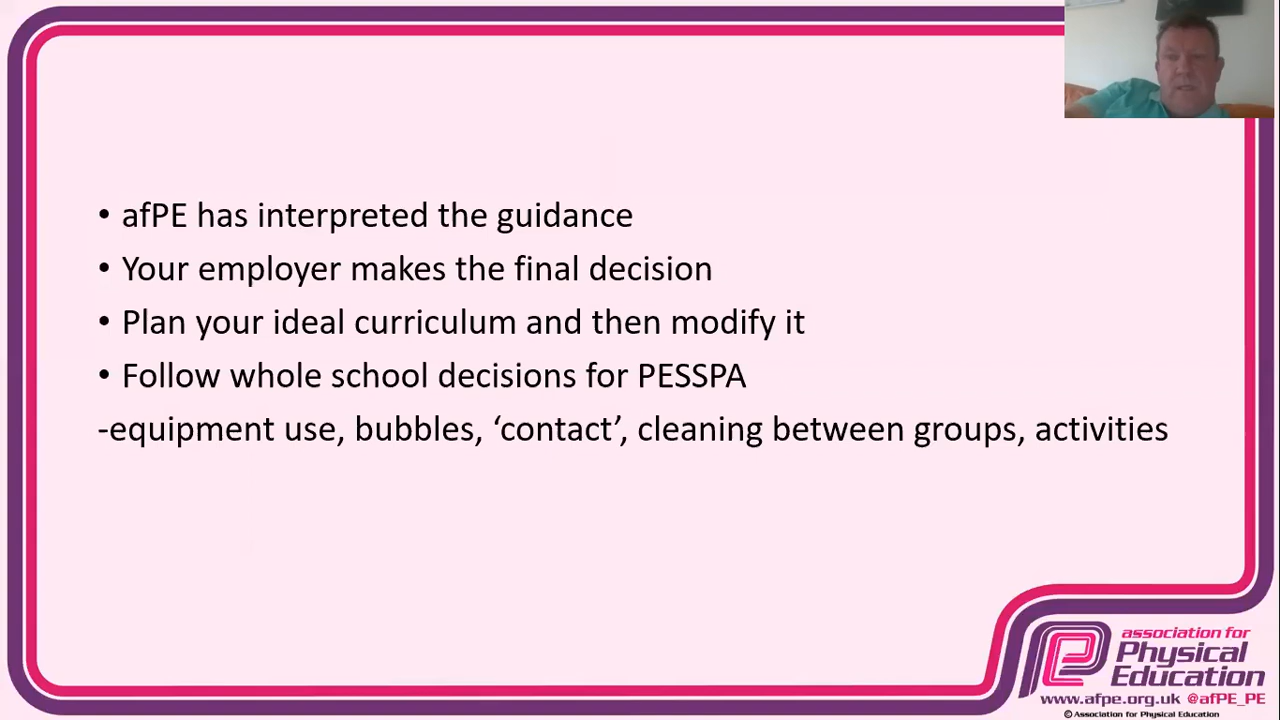 • afPE has interpreted the guidance
• Your employer makes the final decision
• Plan your ideal curriculum and then modify it
• Follow whole school decisions for PESSPA
-equipment use, bubbles, ‘contact’, cleaning between groups, activities
association for
Physical
Education
www.afpe.org.uk @afPE_PE
© Association for Physical Education